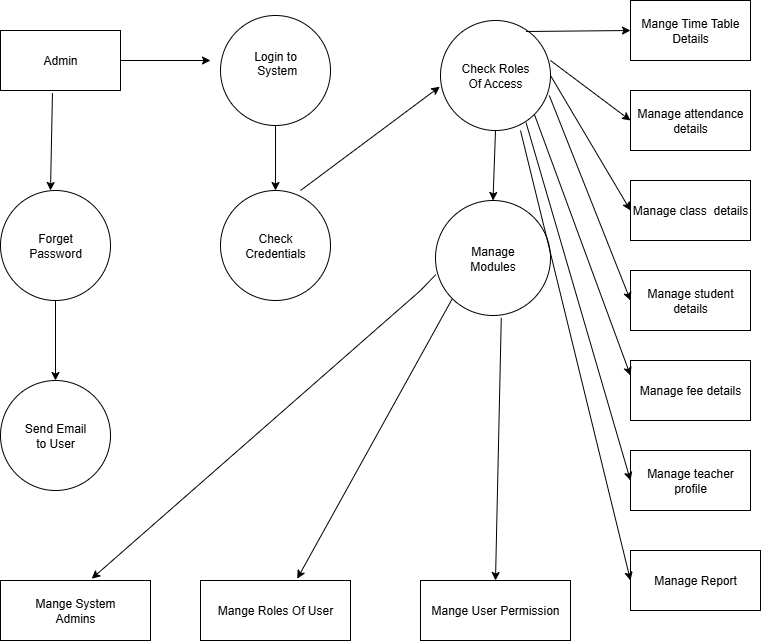 Admin
Login to
System
Check Roles
Of Access
Mange Time Table
Details
Manage attendance
details
Manage class  details
Forget
Password
Check
Credentials
Manage
Modules
Manage student
details
Manage fee details
Send Email
to User
Manage teacher
profile
Manage Report
Mange System
Admins
Mange Roles Of User
Mange User Permission